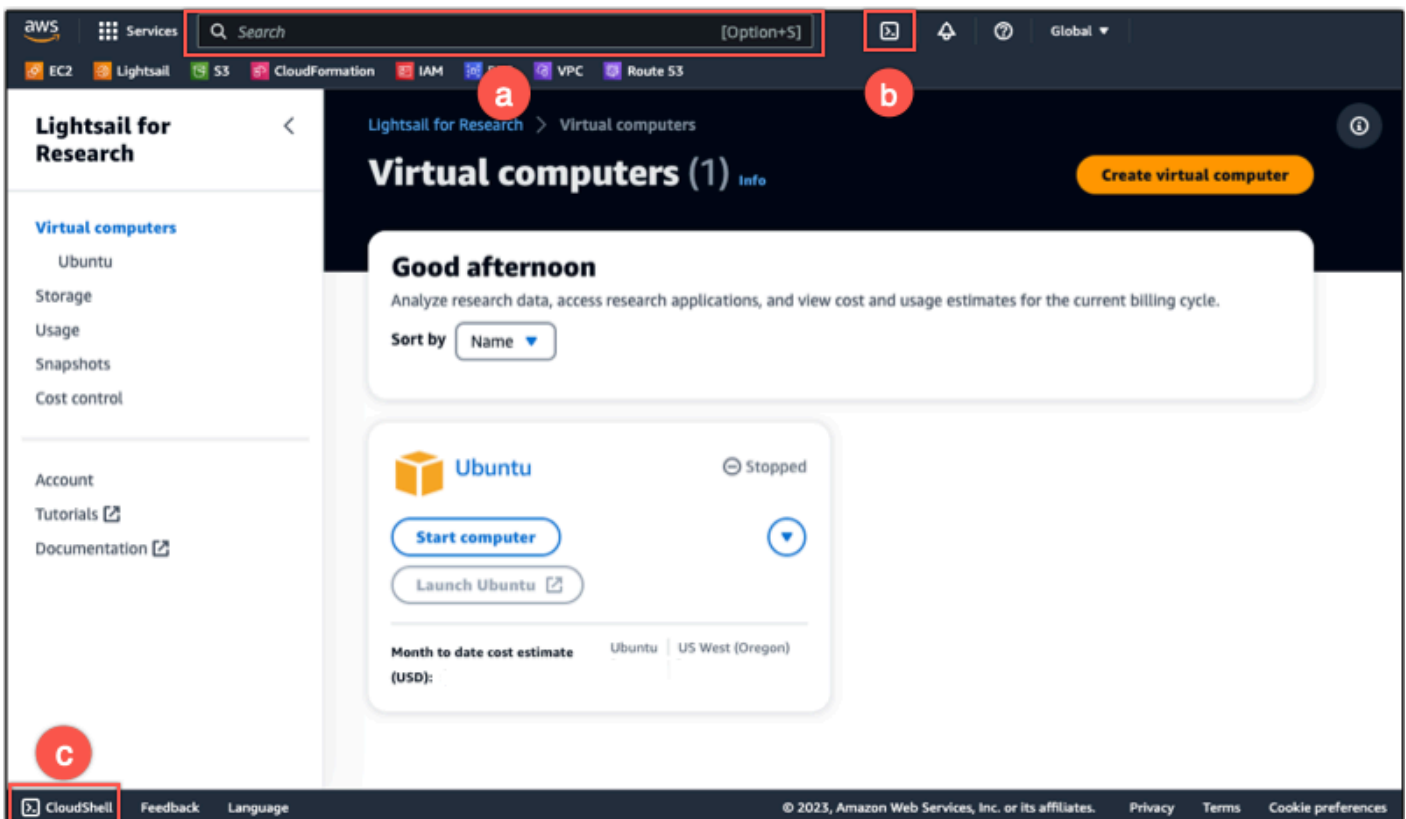 aws Services Search [Option+S] Global
EC2 Lightsail S3 CloudFormation IAM VPC Route 53
a
b
Lightsail for
Research
Lightsail for Research > Virtual computers
Virtual computers (1) Info
Create virtual computer
Virtual computers
Ubuntu
Storage
Usage
Snapshots
Cost control
Account
Tutorials
Documentation
Good afternoon
Analyze research data, access research applications, and view cost and usage estimates for the current billing cycle.
Sort by Name
Ubuntu Stopped
Start computer
Launch Ubuntu
Month to date cost estimate Ubuntu US West (Oregon)
(USD):
c
CloudShell Feedback Language © 2023, Amazon Web Services, Inc. or its affiliates. Privacy Terms Cookie preferences